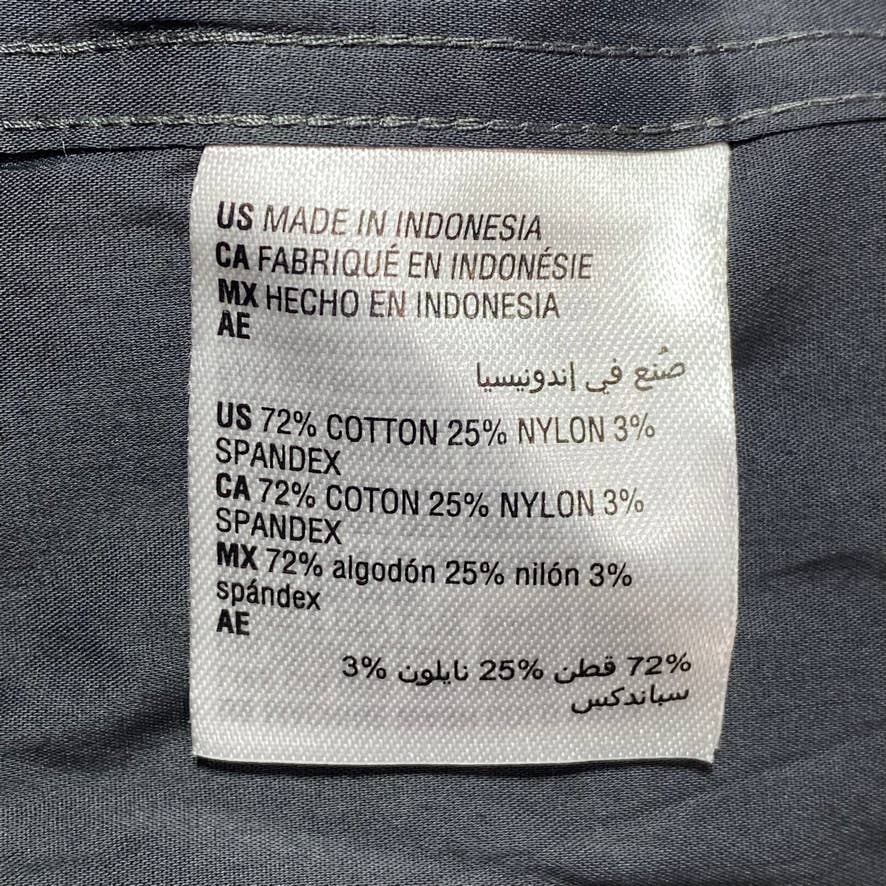 US MADE IN INDONESIA
CA FABRIQUÉ EN INDONÉSIE
MX HECHO EN INDONESIA
AE
صُنع في إندونيسيا
US 72% COTTON 25% NYLON 3%
SPANDEX
CA 72% COTON 25% NYLON 3%
SPANDEX
MX 72% algodón 25% nilón 3%
spándex
AE
72% قطن 25% نايلون 3%
سباندكس